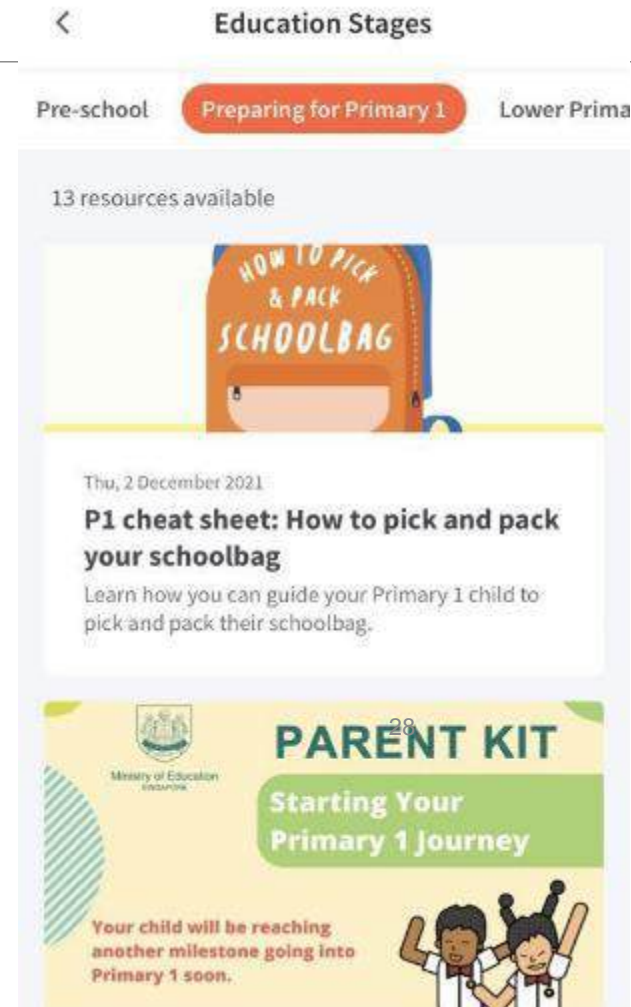 Education Stages
Pre-school Preparing for Primary 1 Lower Prima
13 resources available
HOW TO PICK
& PACK
SCHOOLBAG
Thu, 2 December 2021
P1 cheat sheet: How to pick and pack
your schoolbag
Learn how you can guide your Primary 1 child to
pick and pack their schoolbag.
28
PARENT KIT
Ministry of Education
SINGAPORE
Starting Your
Primary 1 Journey
Your child will be reaching
another milestone going into
Primary 1 soon.